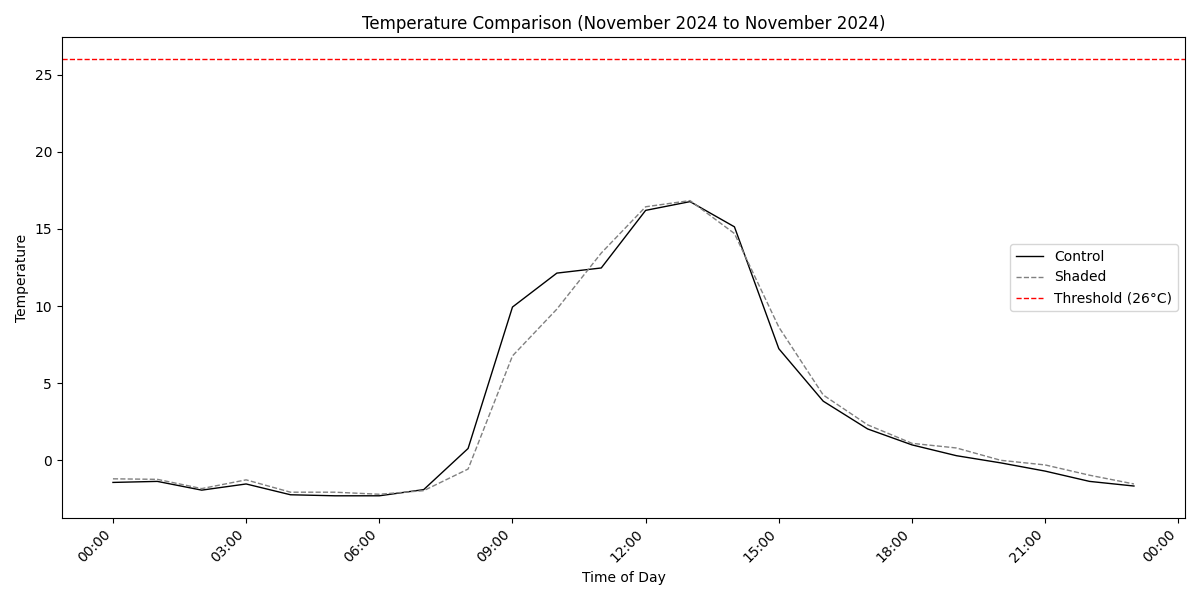 Temperature Comparison (November 2024 to November 2024)
Temperature
25
20
15
10
5
0
Control
Shaded
Threshold (26°C)
00:00
03:00
06:00
09:00
12:00
15:00
18:00
21:00
00:00
Time of Day